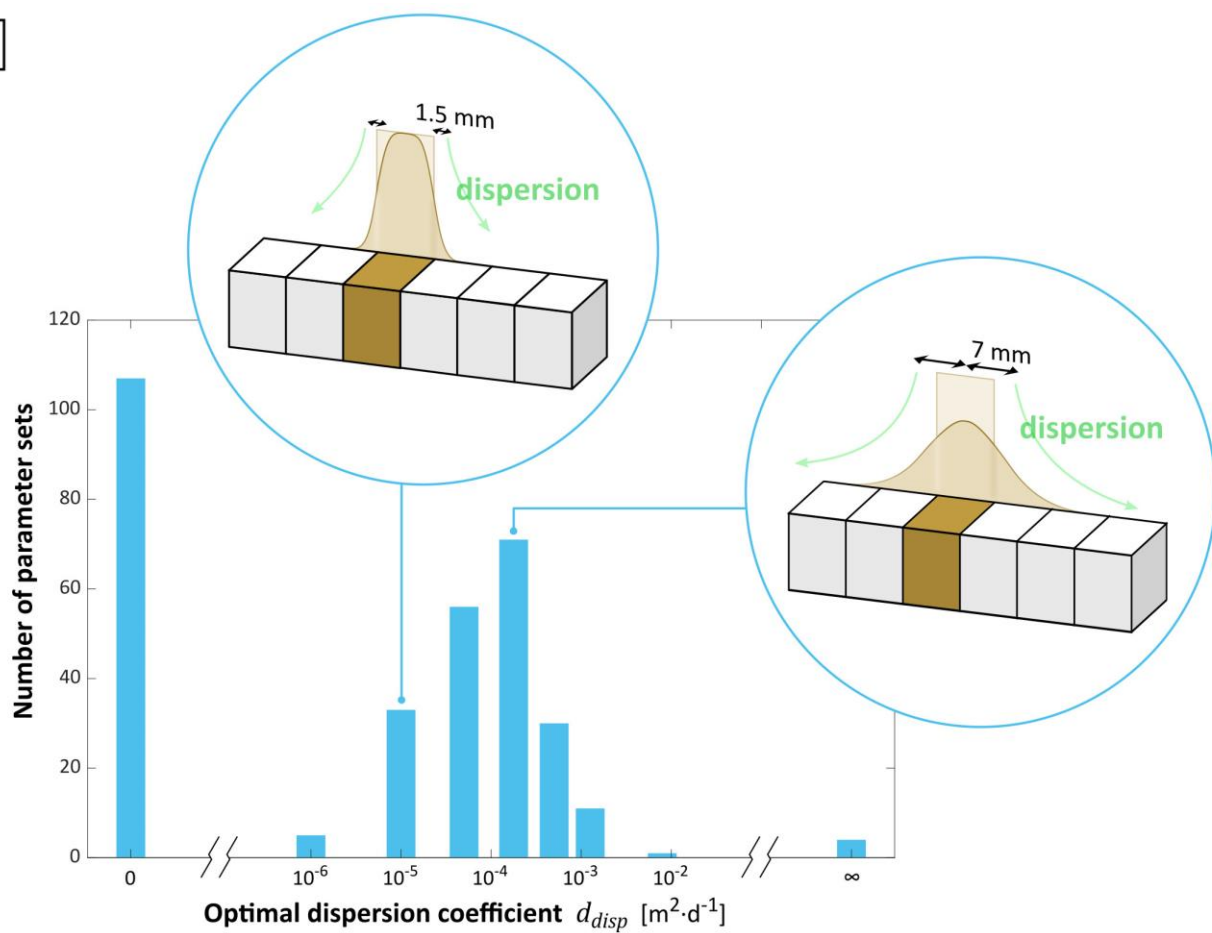 1.5 mm
dispersion
7 mm
dispersion
120
100
80
60
40
20
0
Number of parameter sets
0
10⁻⁶
10⁻⁵
10⁻⁴
10⁻³
10⁻²
∞
Optimal dispersion coefficient d_disp [m²·d⁻¹]